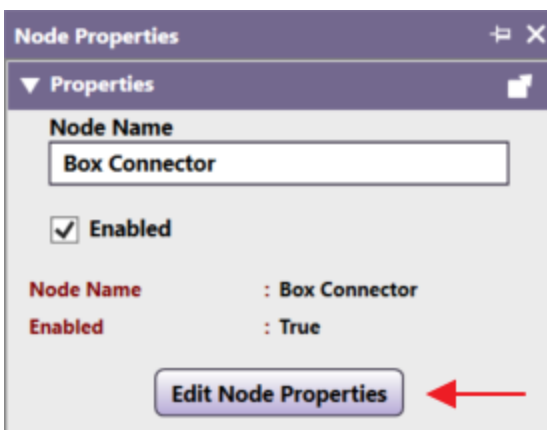 Node Properties
Properties
Node Name
Box Connector
Enabled
Node Name : Box Connector
Enabled : True
Edit Node Properties